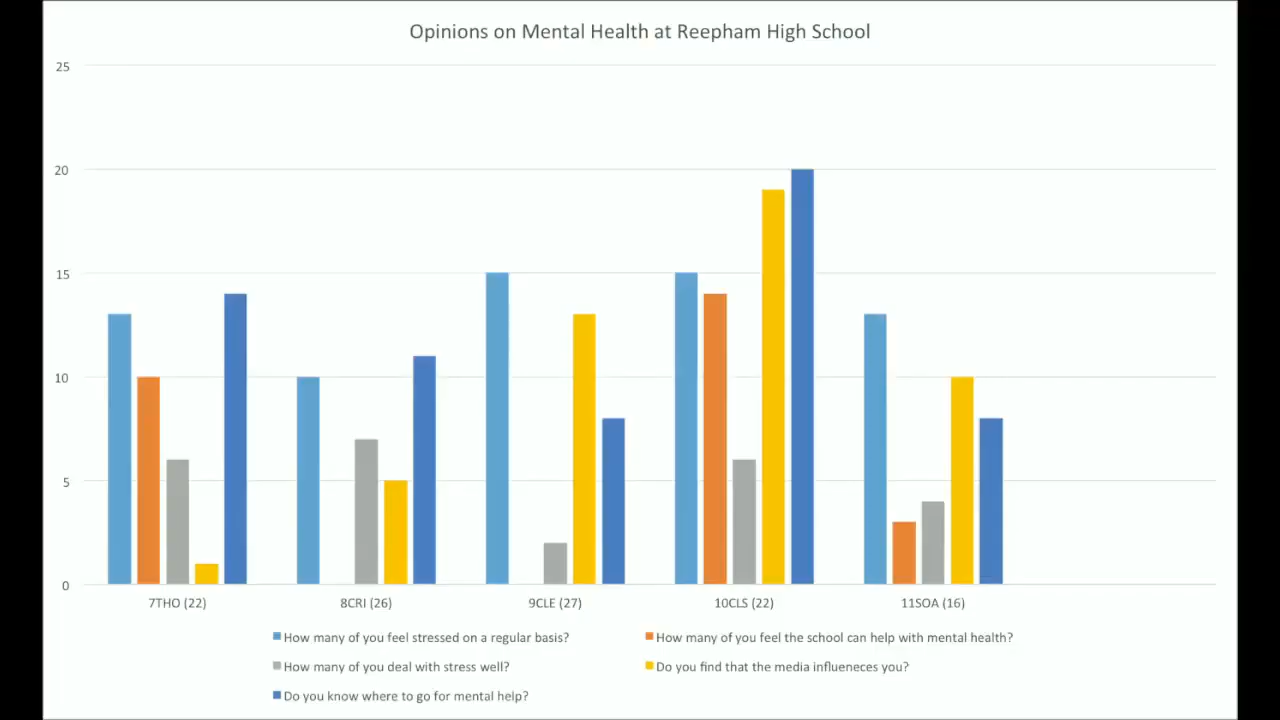 Opinions on Mental Health at Reepham High School
25
20
15
10
5
0
7THO (22) 8CRI (26) 9CLE (27) 10CLS (22) 11SOA (16)
How many of you feel stressed on a regular basis? How many of you feel the school can help with mental health?
How many of you deal with stress well? Do you find that the media influeneces you?
Do you know where to go for mental help?